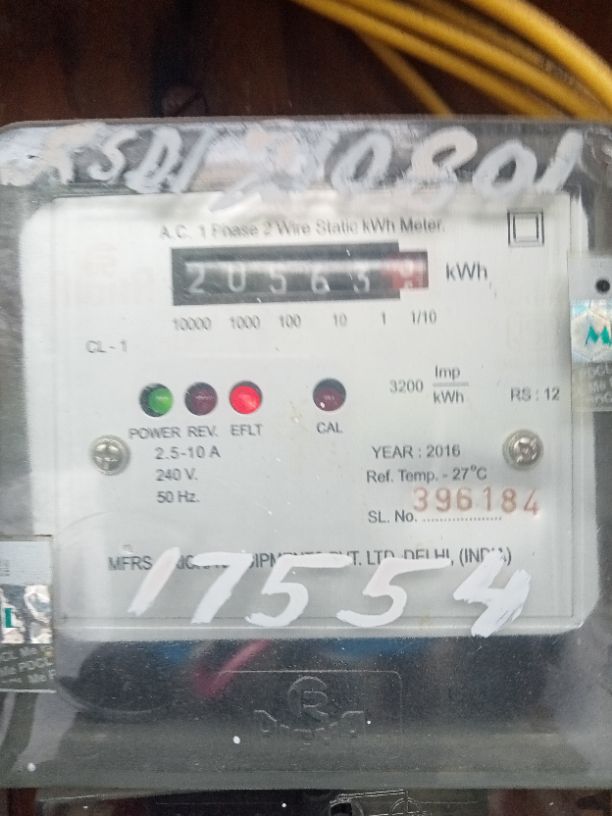 A.C. 1 Phase 2 Wire Static kWh Meter.
2 0 5 6 3 kWh
10000 1000 100 10 1 1/10
CL - 1
3200 Imp/kWh
RS : 12
POWER REV. EFLT CAL
2.5-10 A
240 V.
50 Hz.
YEAR : 2016
Ref. Temp. - 27°C
SL. No. 396184
MFRS LTD. DELHI, (INDIA)
17554
R